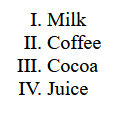 I. Milk
II. Coffee
III. Cocoa
IV. Juice